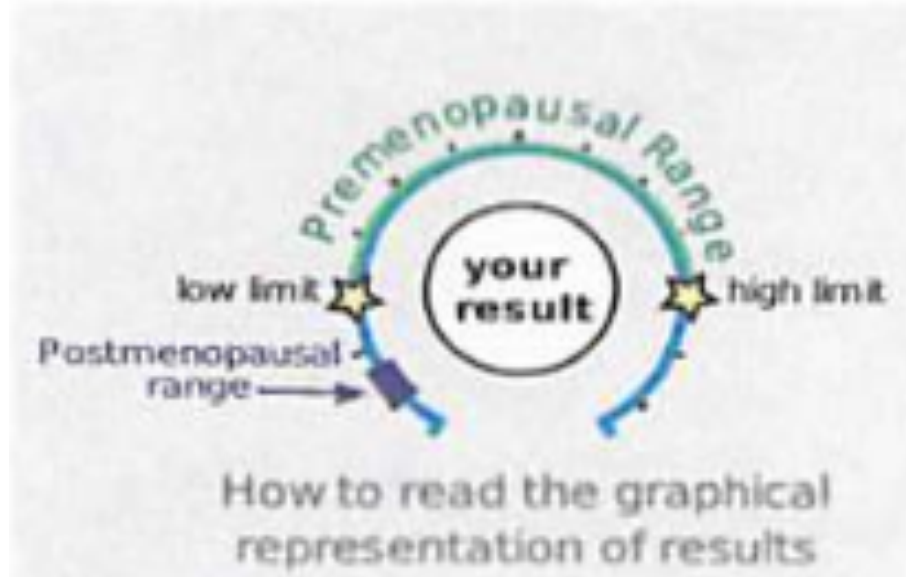 Premenopausal Range
your
result
low limit
high limit
Postmenopausal
range
How to read the graphical
representation of results